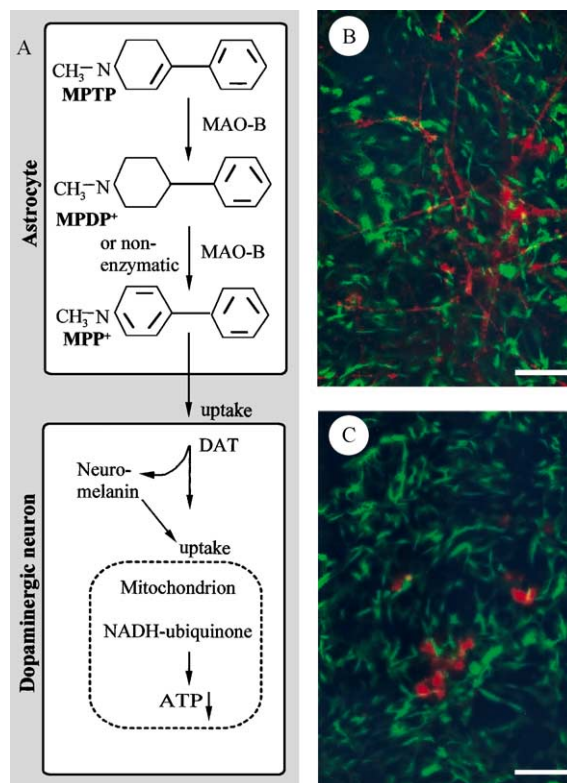 A
CH3–N
MPTP
MAO-B
CH3–N
MPDP+
or non-
enzymatic
MAO-B
CH3–N
MPP+
Astrocyte
uptake
DAT
Neuro-
melanin
uptake
Mitochondrion
NADH-ubiquinone
ATP
Dopaminergic neuron
B
C